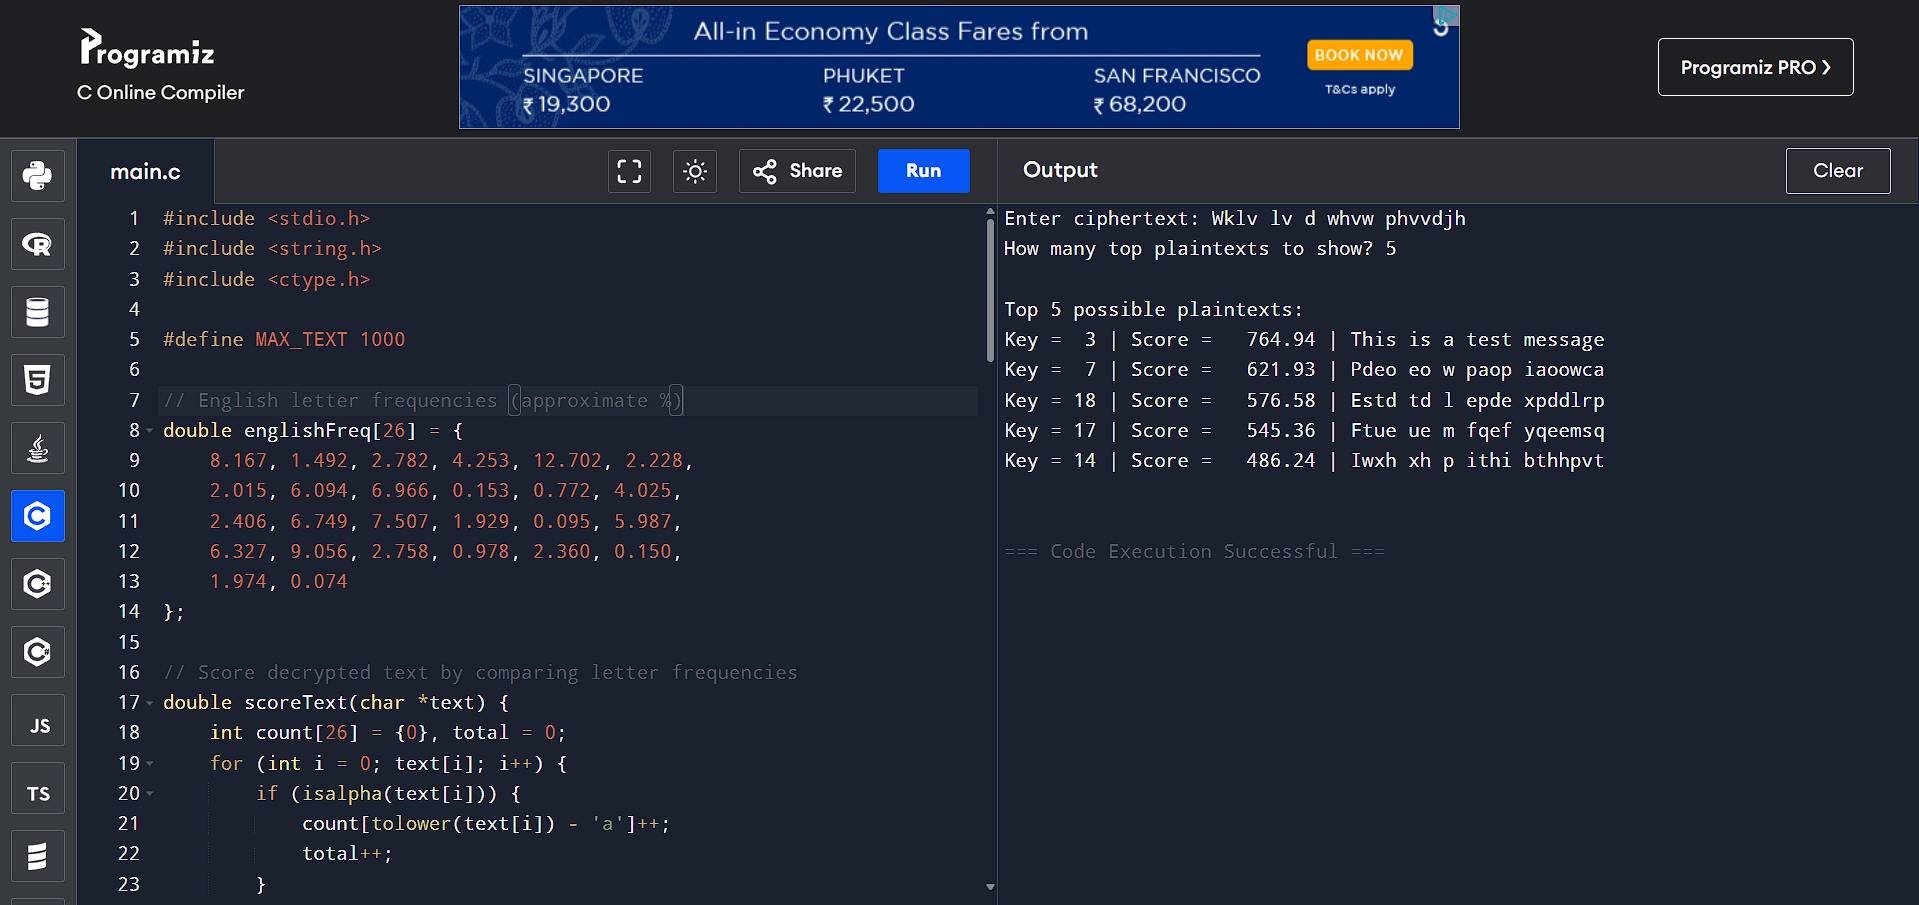 Programiz
C Online Compiler
All-in Economy Class Fares from
SINGAPORE
₹ 19,300
PHUKET
₹ 22,500
SAN FRANCISCO
₹ 68,200
BOOK NOW
T&Cs apply
Programiz PRO ❯
main.c
Share
Run
Output
Clear
1 #include <stdio.h>
2 #include <string.h>
3 #include <ctype.h>
4
5 #define MAX_TEXT 1000
6
7 // English letter frequencies (approximate %)
8 double englishFreq[26] = {
9     8.167, 1.492, 2.782, 4.253, 12.702, 2.228,
10     2.015, 6.094, 6.966, 0.153, 0.772, 4.025,
11     2.406, 6.749, 7.507, 1.929, 0.095, 5.987,
12     6.327, 9.056, 2.758, 0.978, 2.360, 0.150,
13     1.974, 0.074
14 };
15
16 // Score decrypted text by comparing letter frequencies
17 double scoreText(char *text) {
18     int count[26] = {0}, total = 0;
19     for (int i = 0; text[i]; i++) {
20         if (isalpha(text[i])) {
21             count[tolower(text[i]) - 'a']++;
22             total++;
23         }
Enter ciphertext: Wklv lv d whvw phvvdjh
How many top plaintexts to show? 5
Top 5 possible plaintexts:
Key =  3 | Score =   764.94 | This is a test message
Key =  7 | Score =   621.93 | Pdeo eo w paop iaoowca
Key = 18 | Score =   576.58 | Estd td l epde xpddlrp
Key = 17 | Score =   545.36 | Ftue ue m fqef yqeemsq
Key = 14 | Score =   486.24 | Iwxh xh p ithi bthhpvt
=== Code Execution Successful ===
R
5
C
C++
C#
JS
TS